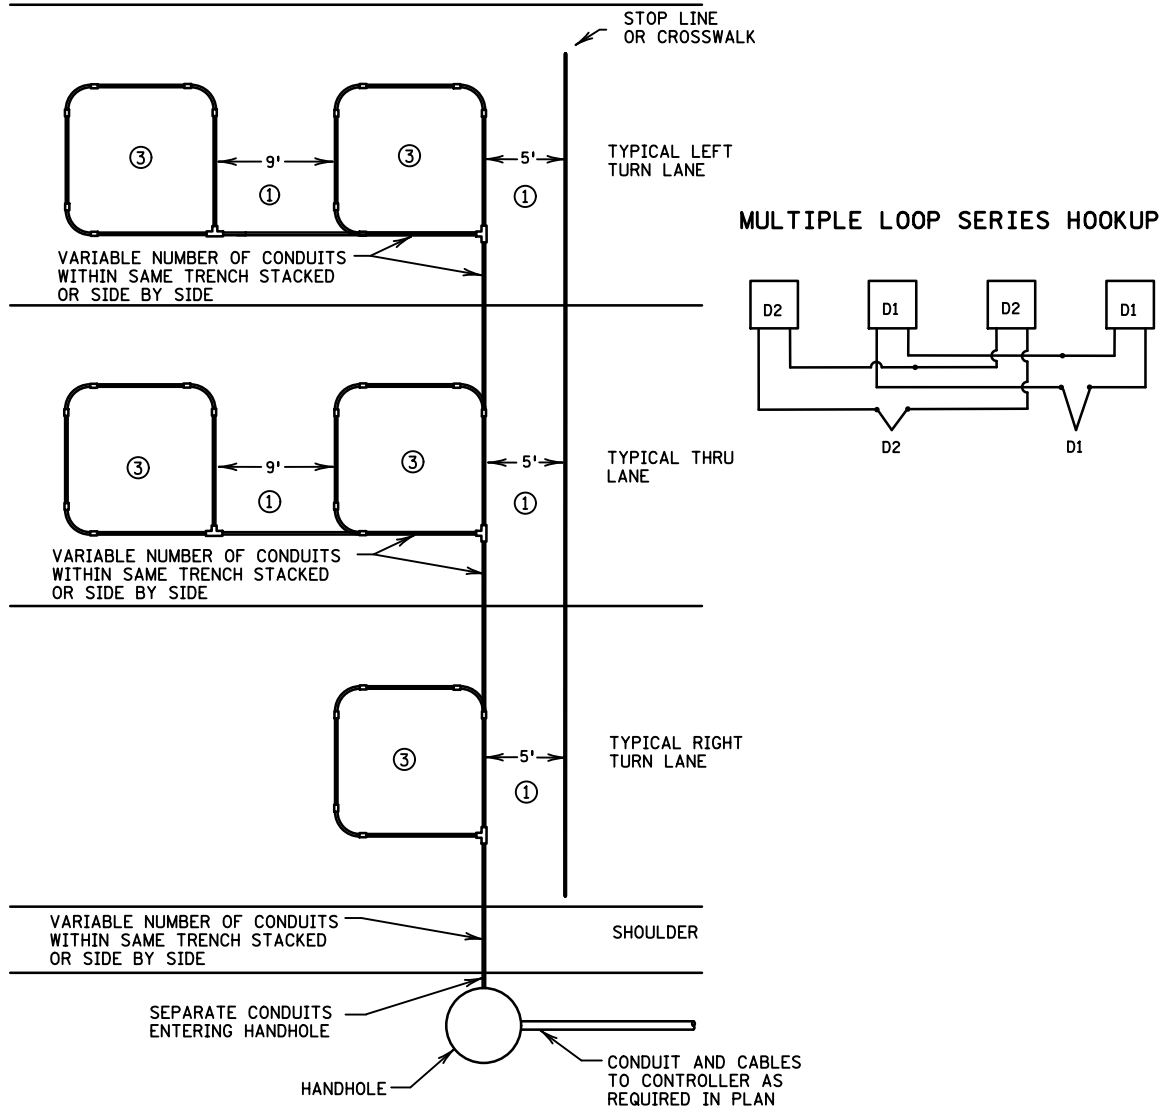 STOP LINE
OR CROSSWALK
③
9'
①
③
5'
①
TYPICAL LEFT
TURN LANE
VARIABLE NUMBER OF CONDUITS
WITHIN SAME TRENCH STACKED
OR SIDE BY SIDE
③
9'
①
③
5'
①
TYPICAL THRU
LANE
VARIABLE NUMBER OF CONDUITS
WITHIN SAME TRENCH STACKED
OR SIDE BY SIDE
③
5'
①
TYPICAL RIGHT
TURN LANE
VARIABLE NUMBER OF CONDUITS
WITHIN SAME TRENCH STACKED
OR SIDE BY SIDE
SHOULDER
SEPARATE CONDUITS
ENTERING HANDHOLE
HANDHOLE
CONDUIT AND CABLES
TO CONTROLLER AS
REQUIRED IN PLAN
MULTIPLE LOOP SERIES HOOKUP
D2
D1
D2
D1
D2
D1